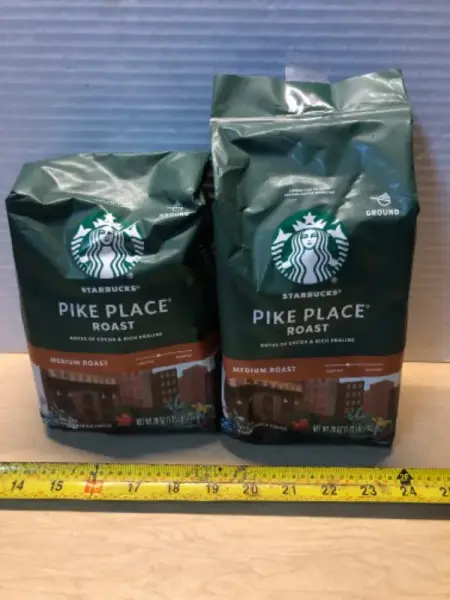 GROUND
STARBUCKS®
PIKE PLACE®
ROAST
NOTES OF COCOA & RICH PRALINE
MEDIUM ROAST
GROUND
STARBUCKS®
PIKE PLACE®
ROAST
NOTES OF COCOA & RICH PRALINE
MEDIUM ROAST
14 15 17 18 19 20 21 22 23 24